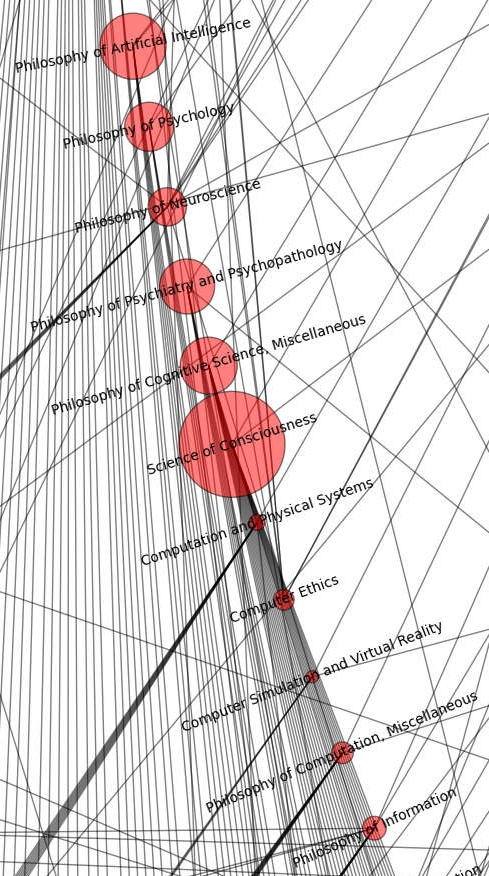 Philosophy of Artificial Intelligence
Philosophy of Psychology
Philosophy of Neuroscience
Philosophy of Psychiatry and Psychopathology
Philosophy of Cognitive Science, Miscellaneous
Science of Consciousness
Computation and Physical Systems
Computer Ethics
Computer Simulation and Virtual Reality
Philosophy of Computation, Miscellaneous
Philosophy of Information